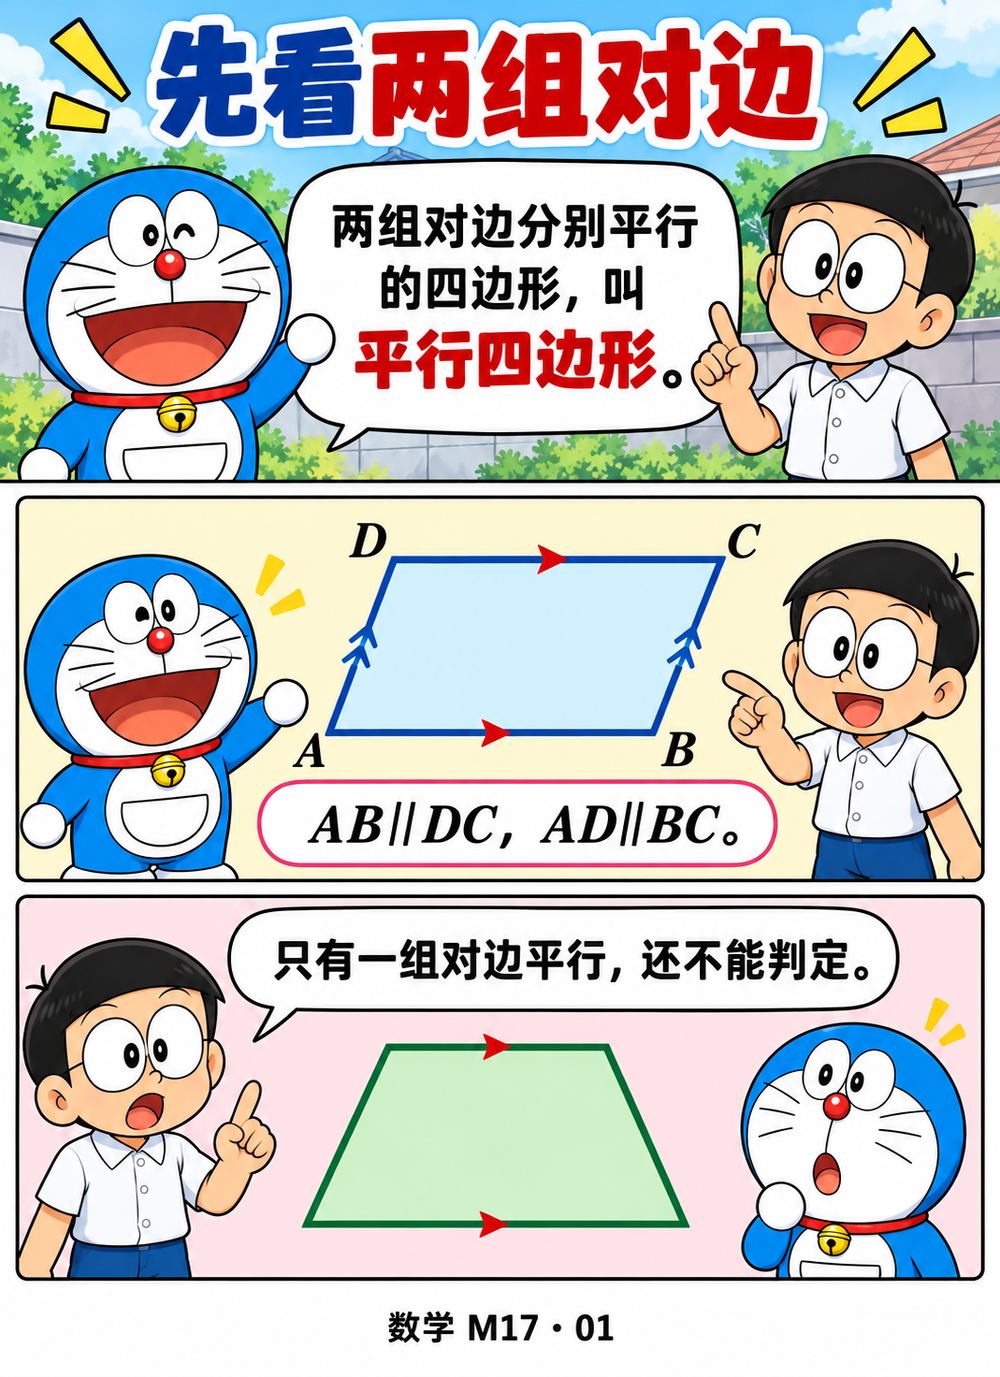 先看两组对边
两组对边分别平行
的四边形，叫
平行四边形。
D
C
A
B
AB∥DC，AD∥BC。
只有一组对边平行，还不能判定。
数学 M17·01